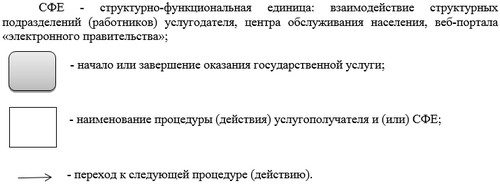 СФЕ - структурно-функциональная единица: взаимодействие структурных
подразделений (работников) услугодателя, центра обслуживания населения, веб-портала
«электронного правительства»;
- начало или завершение оказания государственной услуги;
- наименование процедуры (действия) услугополучателя и (или) СФЕ;
- переход к следующей процедуре (действию).